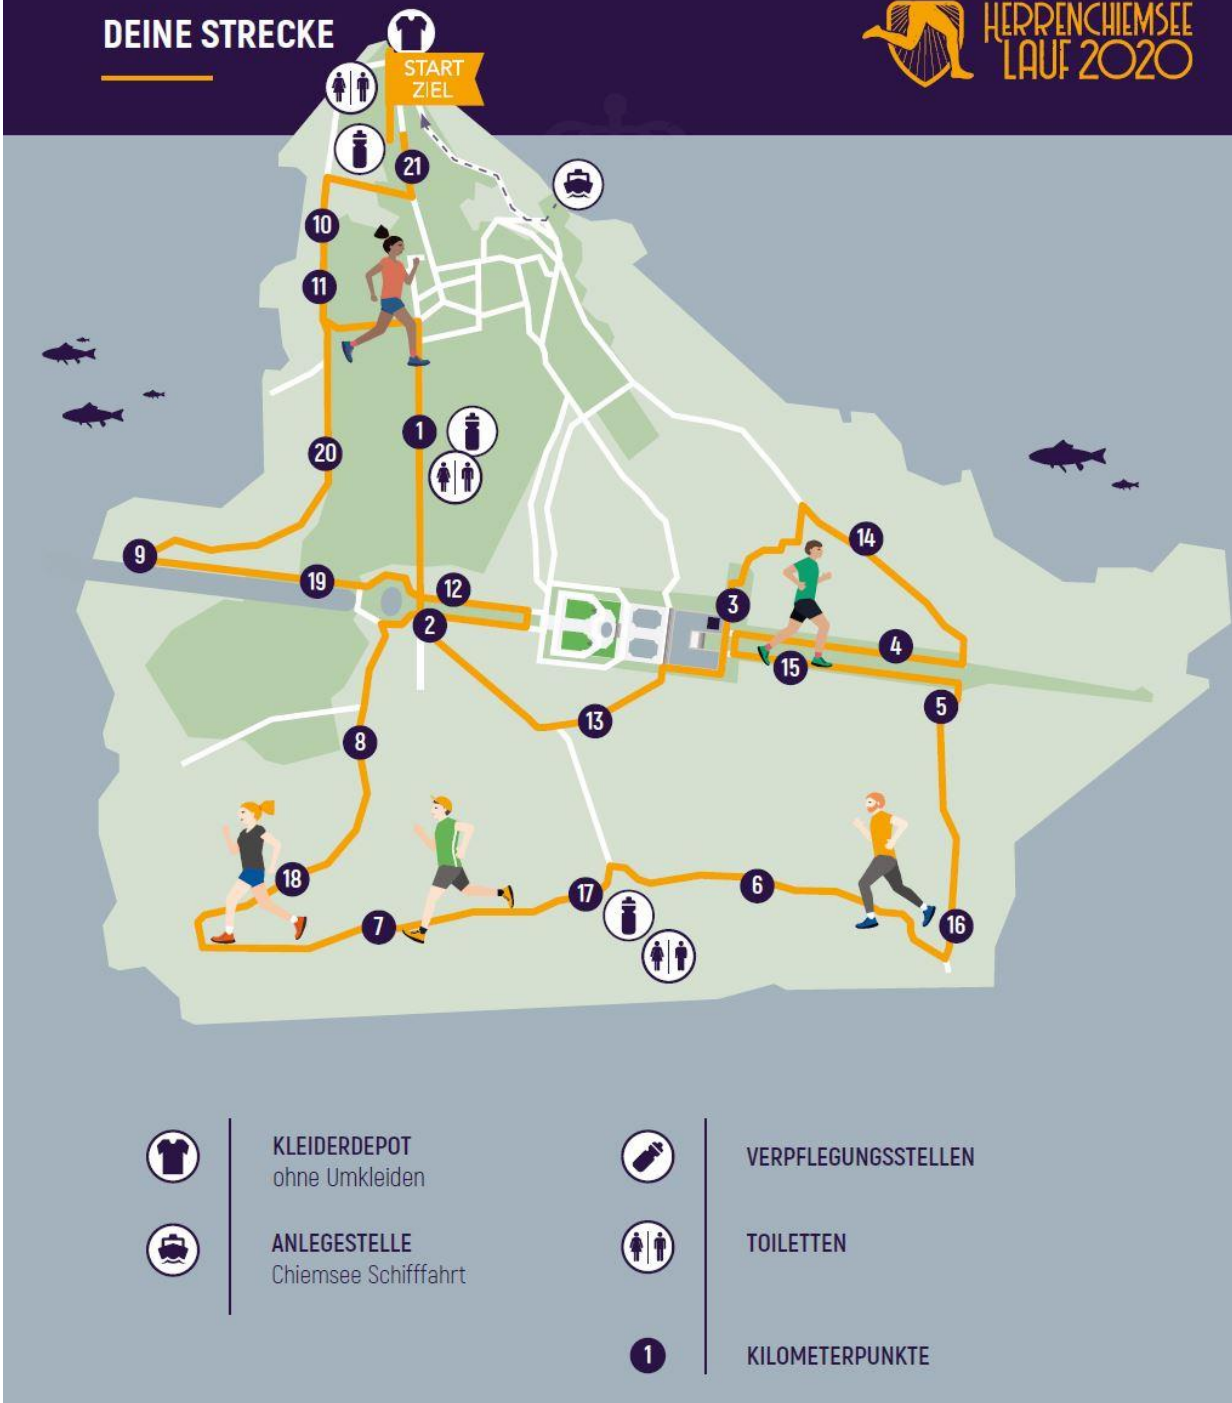 DEINE STRECKE
HERRENCHIEMSEE
LAUF 2020
START
ZIEL
21
10
11
1
20
9
19
12
2
3
14
4
15
5
13
8
18
7
17
6
16
KLEIDERDEPOT
ohne Umkleiden
ANLEGESTELLE
Chiemsee Schifffahrt
VERPFLEGUNGSSTELLEN
TOILETTEN
1
KILOMETERPUNKTE